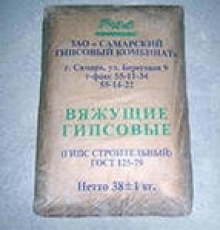 ЗАО «САМАРСКИЙ
ГИПСОВЫЙ КОМБИНАТ»
г. Самара, ул. Береговая 9
т-факс 55-11-34
55-14-22
ВЯЖУЩИЕ
ГИПСОВЫЕ
(ГИПС СТРОИТЕЛЬНЫЙ)
ГОСТ 125-79
Нетто 38±1 кг.